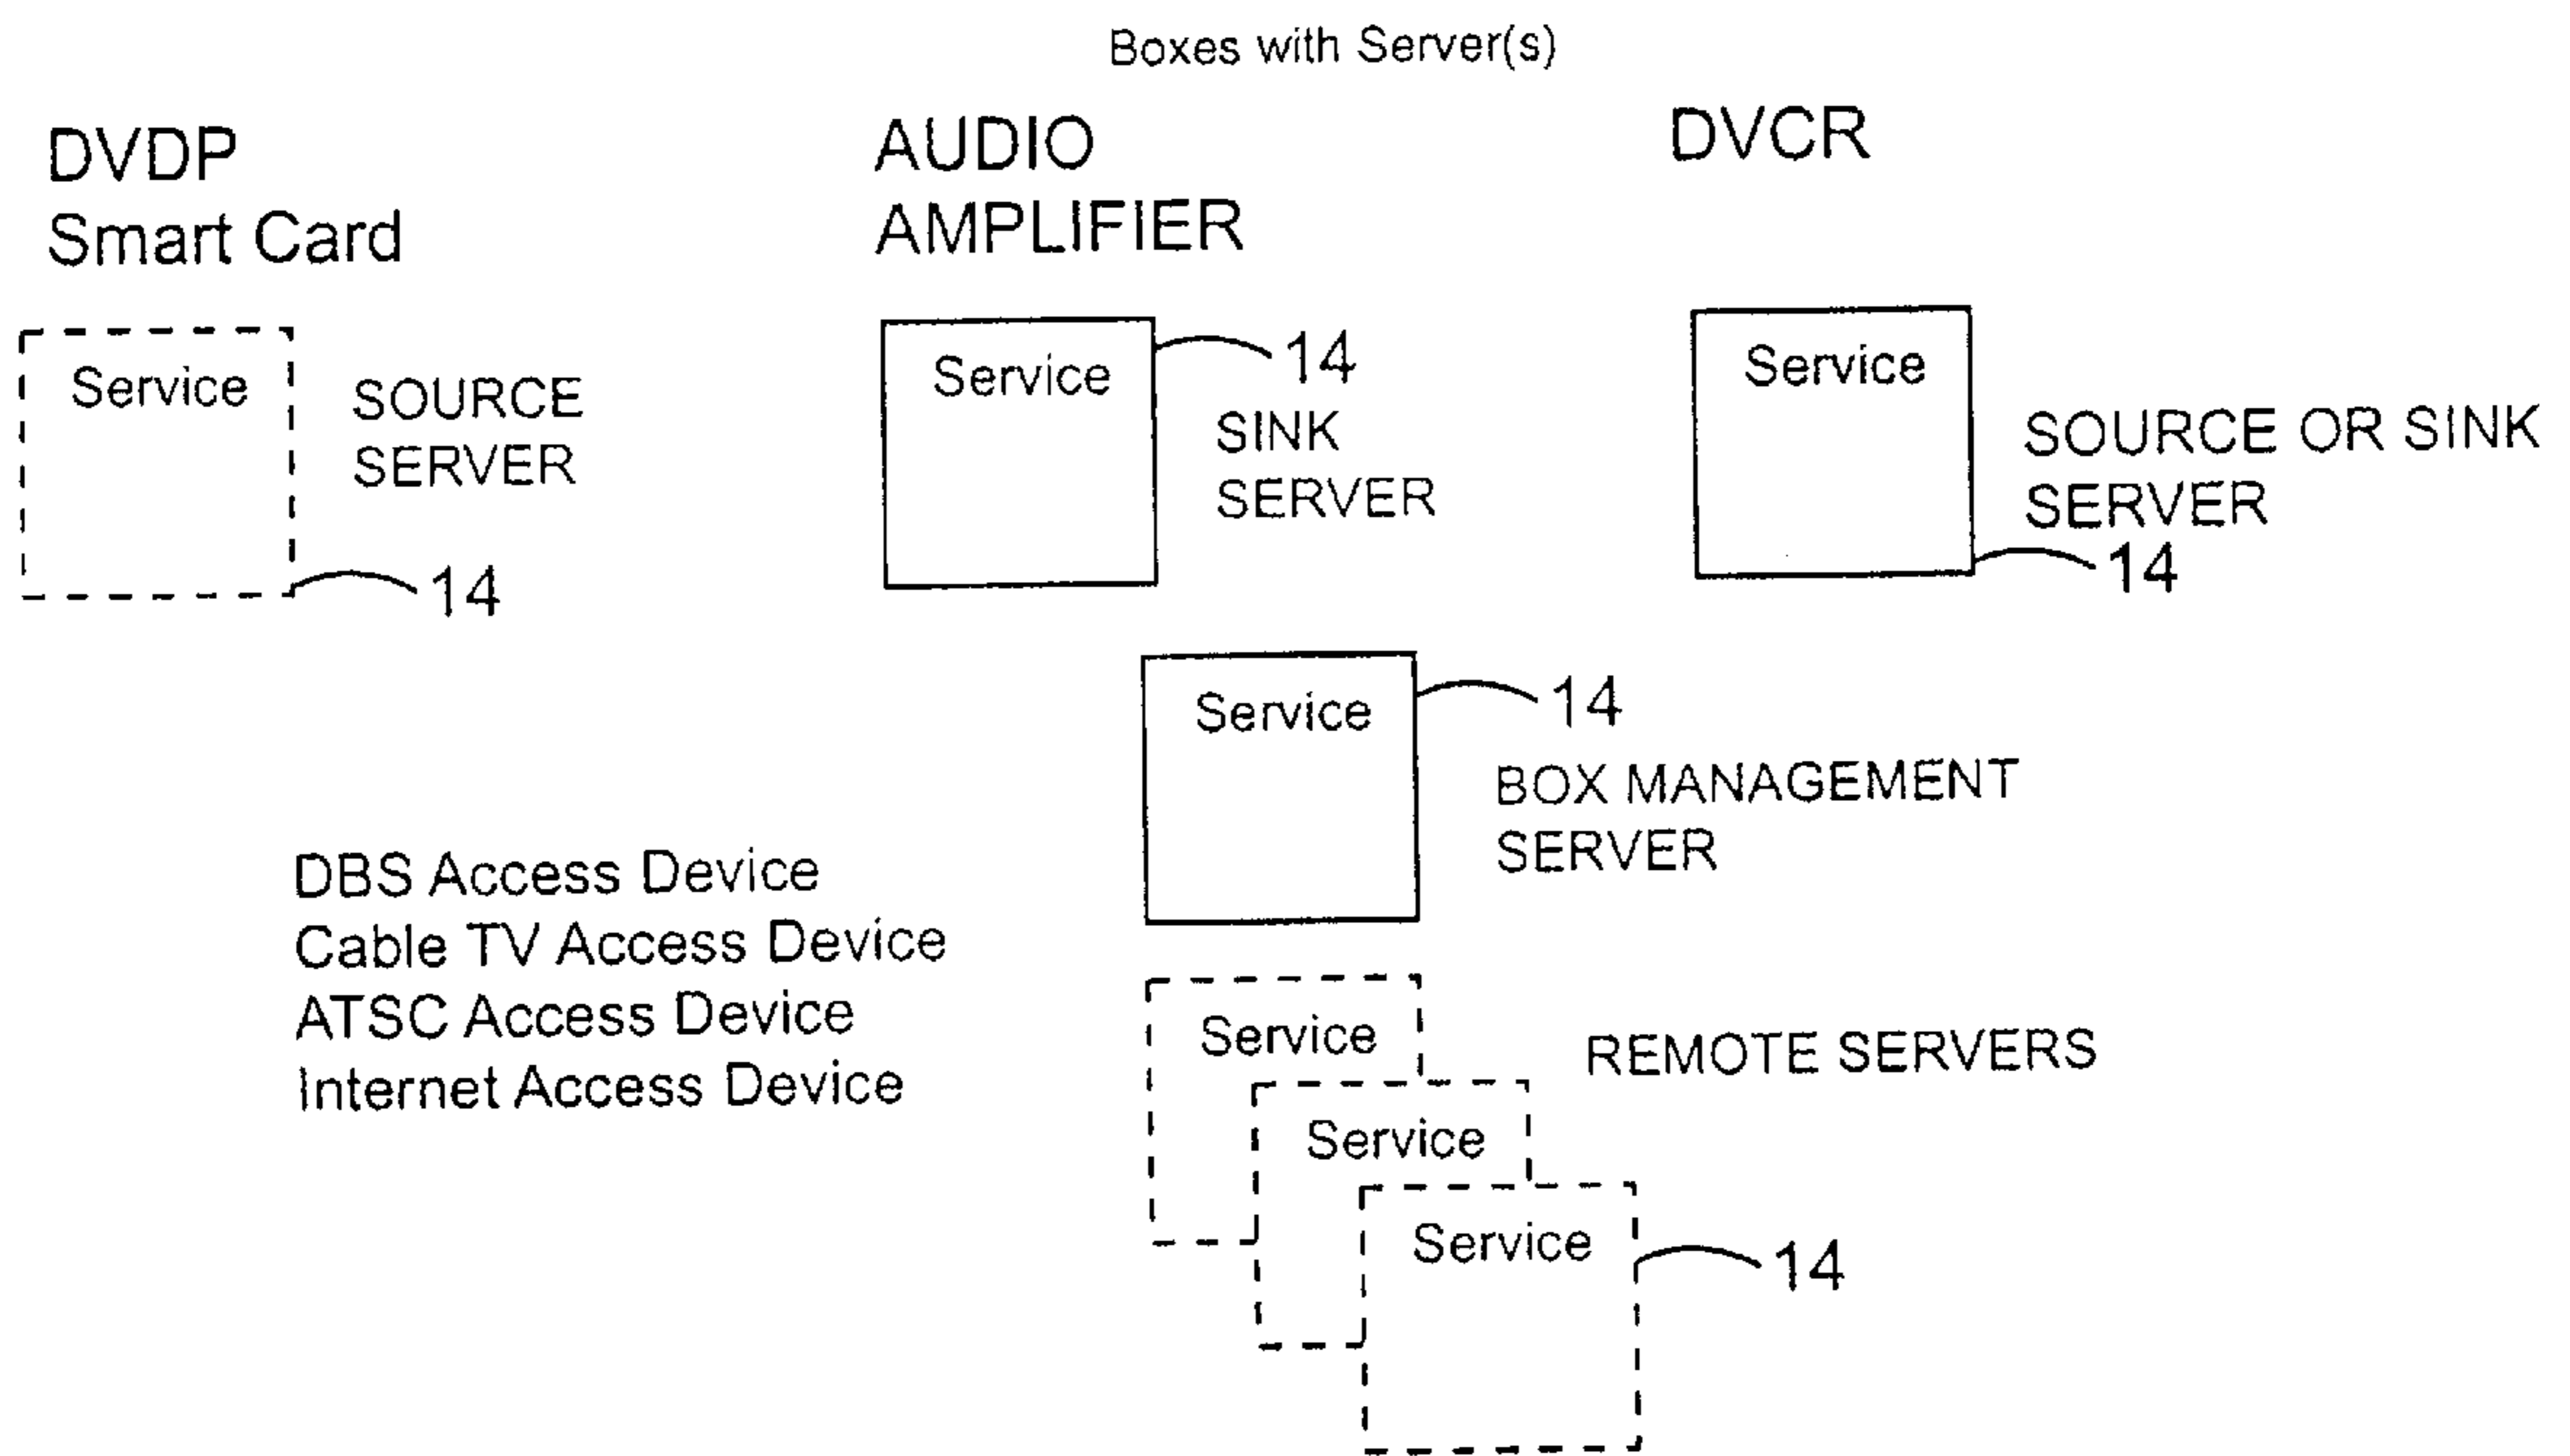 Boxes with Server(s)
DVDP
Smart Card
Service
SOURCE
SERVER
14
AUDIO
AMPLIFIER
Service
14
SINK
SERVER
DVCR
Service
SOURCE OR SINK
SERVER
14
Service
14
BOX MANAGEMENT
SERVER
DBS Access Device
Cable TV Access Device
ATSC Access Device
Internet Access Device
Service
REMOTE SERVERS
Service
Service
14